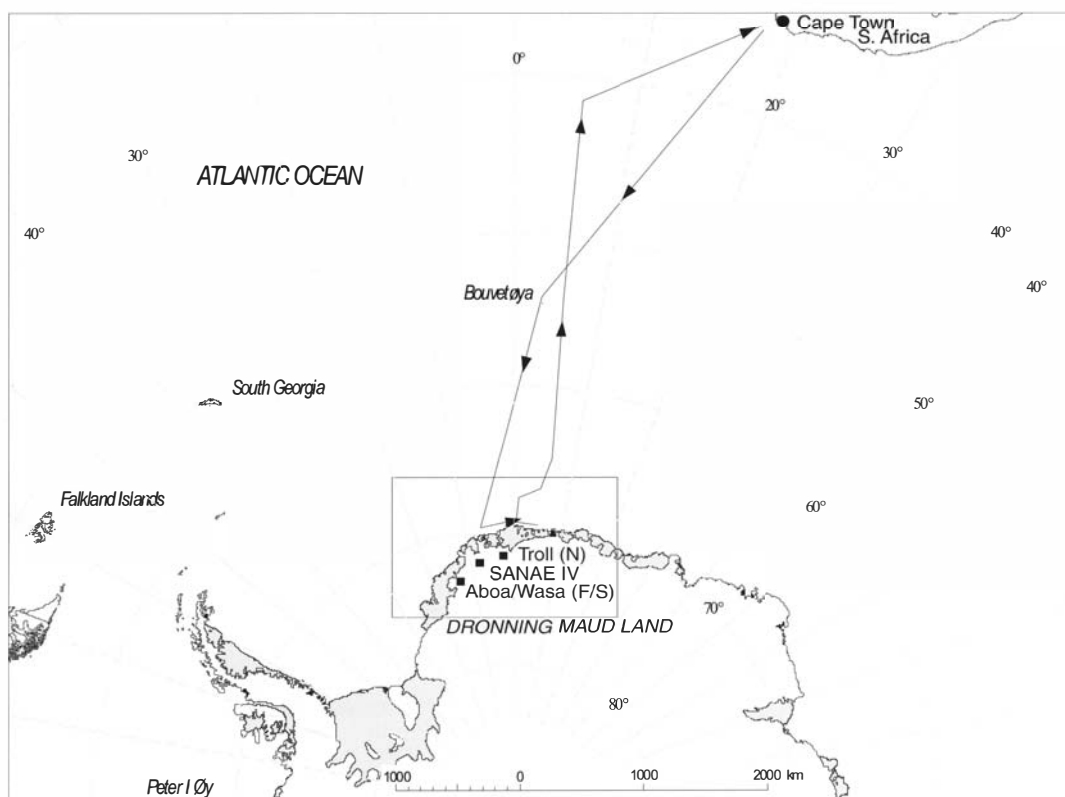 Cape Town
S. Africa
0°
20°
30°
30°
ATLANTIC OCEAN
40°
40°
40°
Bouvetøya
South Georgia
50°
Falkland Islands
60°
Troll (N)
SANAE IV
Aboa/Wasa (F/S)
70°
DRONNING MAUD LAND
80°
Peter I Øy
1000 0 1000 2000 km